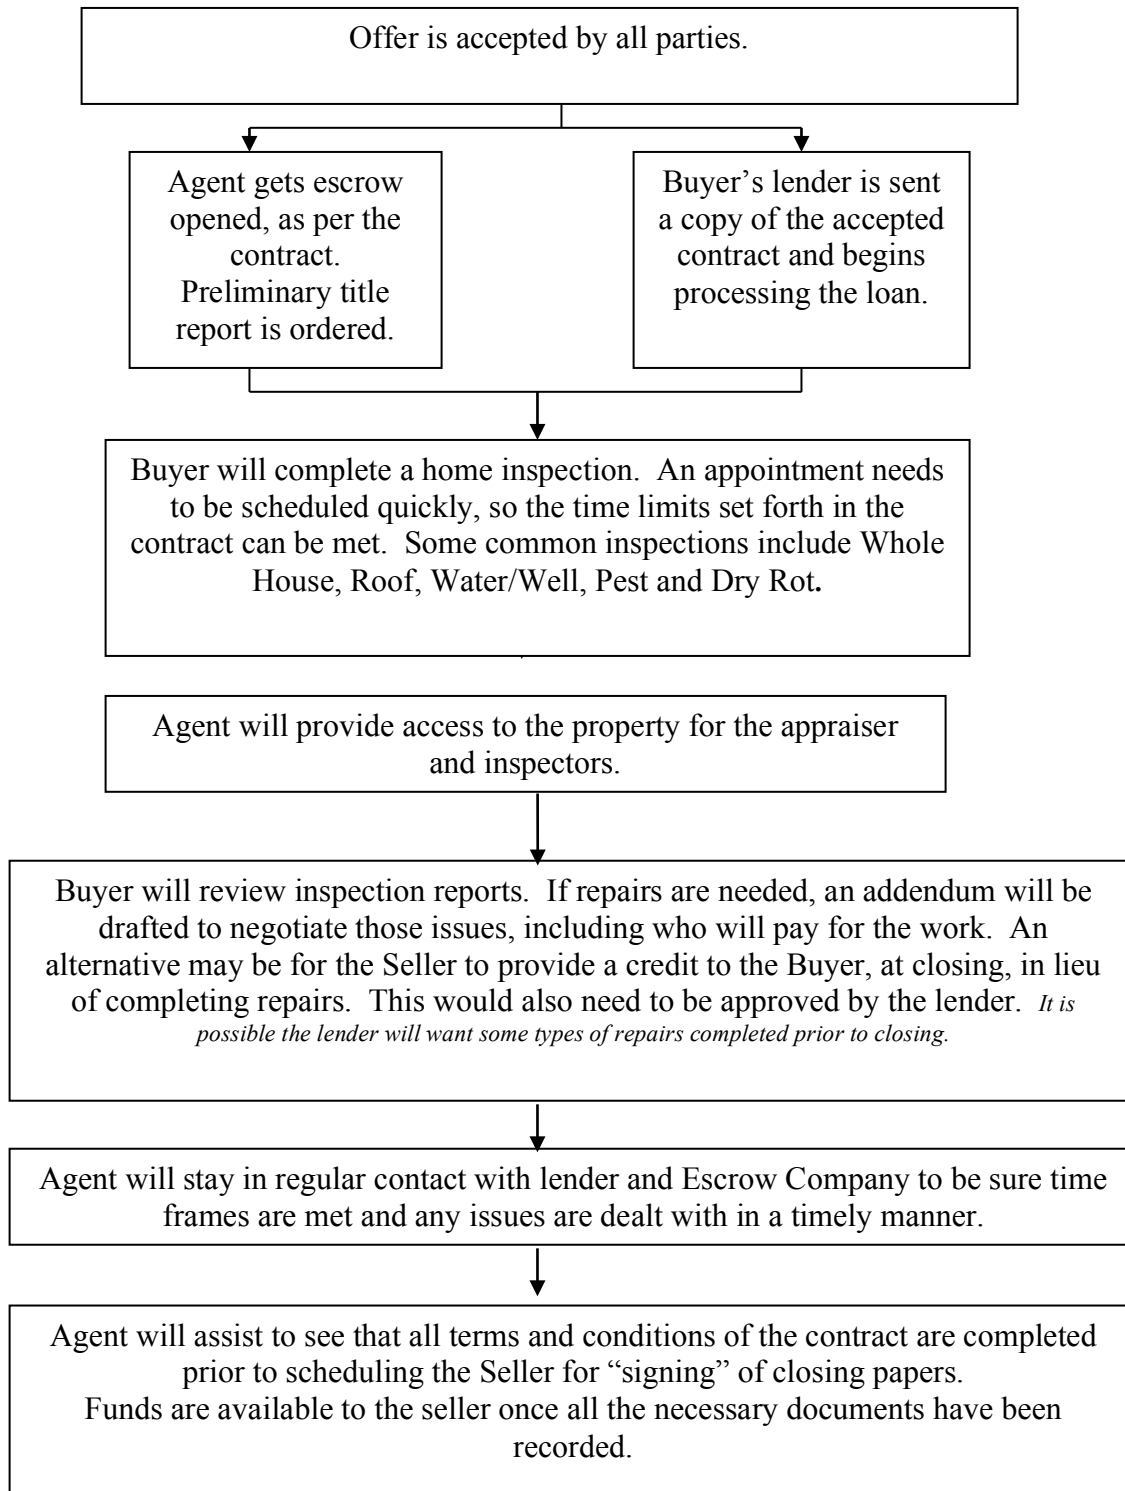 Offer is accepted by all parties.
Agent gets escrow
opened, as per the
contract.
Preliminary title
report is ordered.
Buyer’s lender is sent
a copy of the accepted
contract and begins
processing the loan.
Buyer will complete a home inspection.  An appointment needs
to be scheduled quickly, so the time limits set forth in the
contract can be met.  Some common inspections include Whole
House, Roof, Water/Well, Pest and Dry Rot.
Agent will provide access to the property for the appraiser
and inspectors.
Buyer will review inspection reports.  If repairs are needed, an addendum will be
drafted to negotiate those issues, including who will pay for the work.  An
alternative may be for the Seller to provide a credit to the Buyer, at closing, in lieu
of completing repairs.  This would also need to be approved by the lender.  It is
possible the lender will want some types of repairs completed prior to closing.
Agent will stay in regular contact with lender and Escrow Company to be sure time
frames are met and any issues are dealt with in a timely manner.
Agent will assist to see that all terms and conditions of the contract are completed
prior to scheduling the Seller for “signing” of closing papers.
Funds are available to the seller once all the necessary documents have been
recorded.